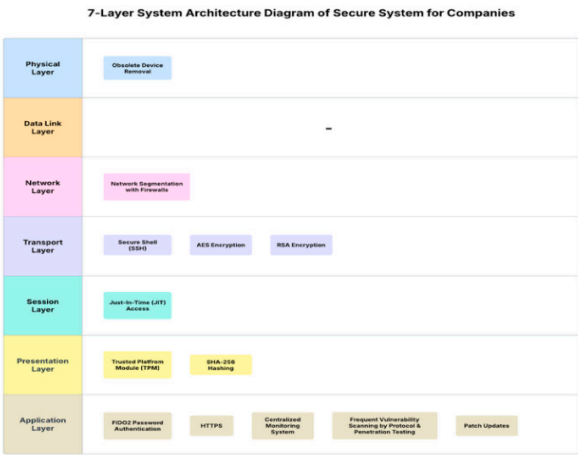 7-Layer System Architecture Diagram of Secure System for Companies
Physical
Layer
Obsolete Device
Removal
Data Link
Layer
-
Network
Layer
Network Segmentation
with Firewalls
Transport
Layer
Secure Shell
(SSH)
AES Encryption
RSA Encryption
Session
Layer
Just-In-Time (JIT)
Access
Presentation
Layer
Trusted Platfrom
Module (TPM)
SHA-256
Hashing
Application
Layer
FIDO2 Password
Authentication
HTTPS
Centralized
Monitoring
System
Frequent Vulnerability
Scanning by Protocol &
Penetration Testing
Patch Updates